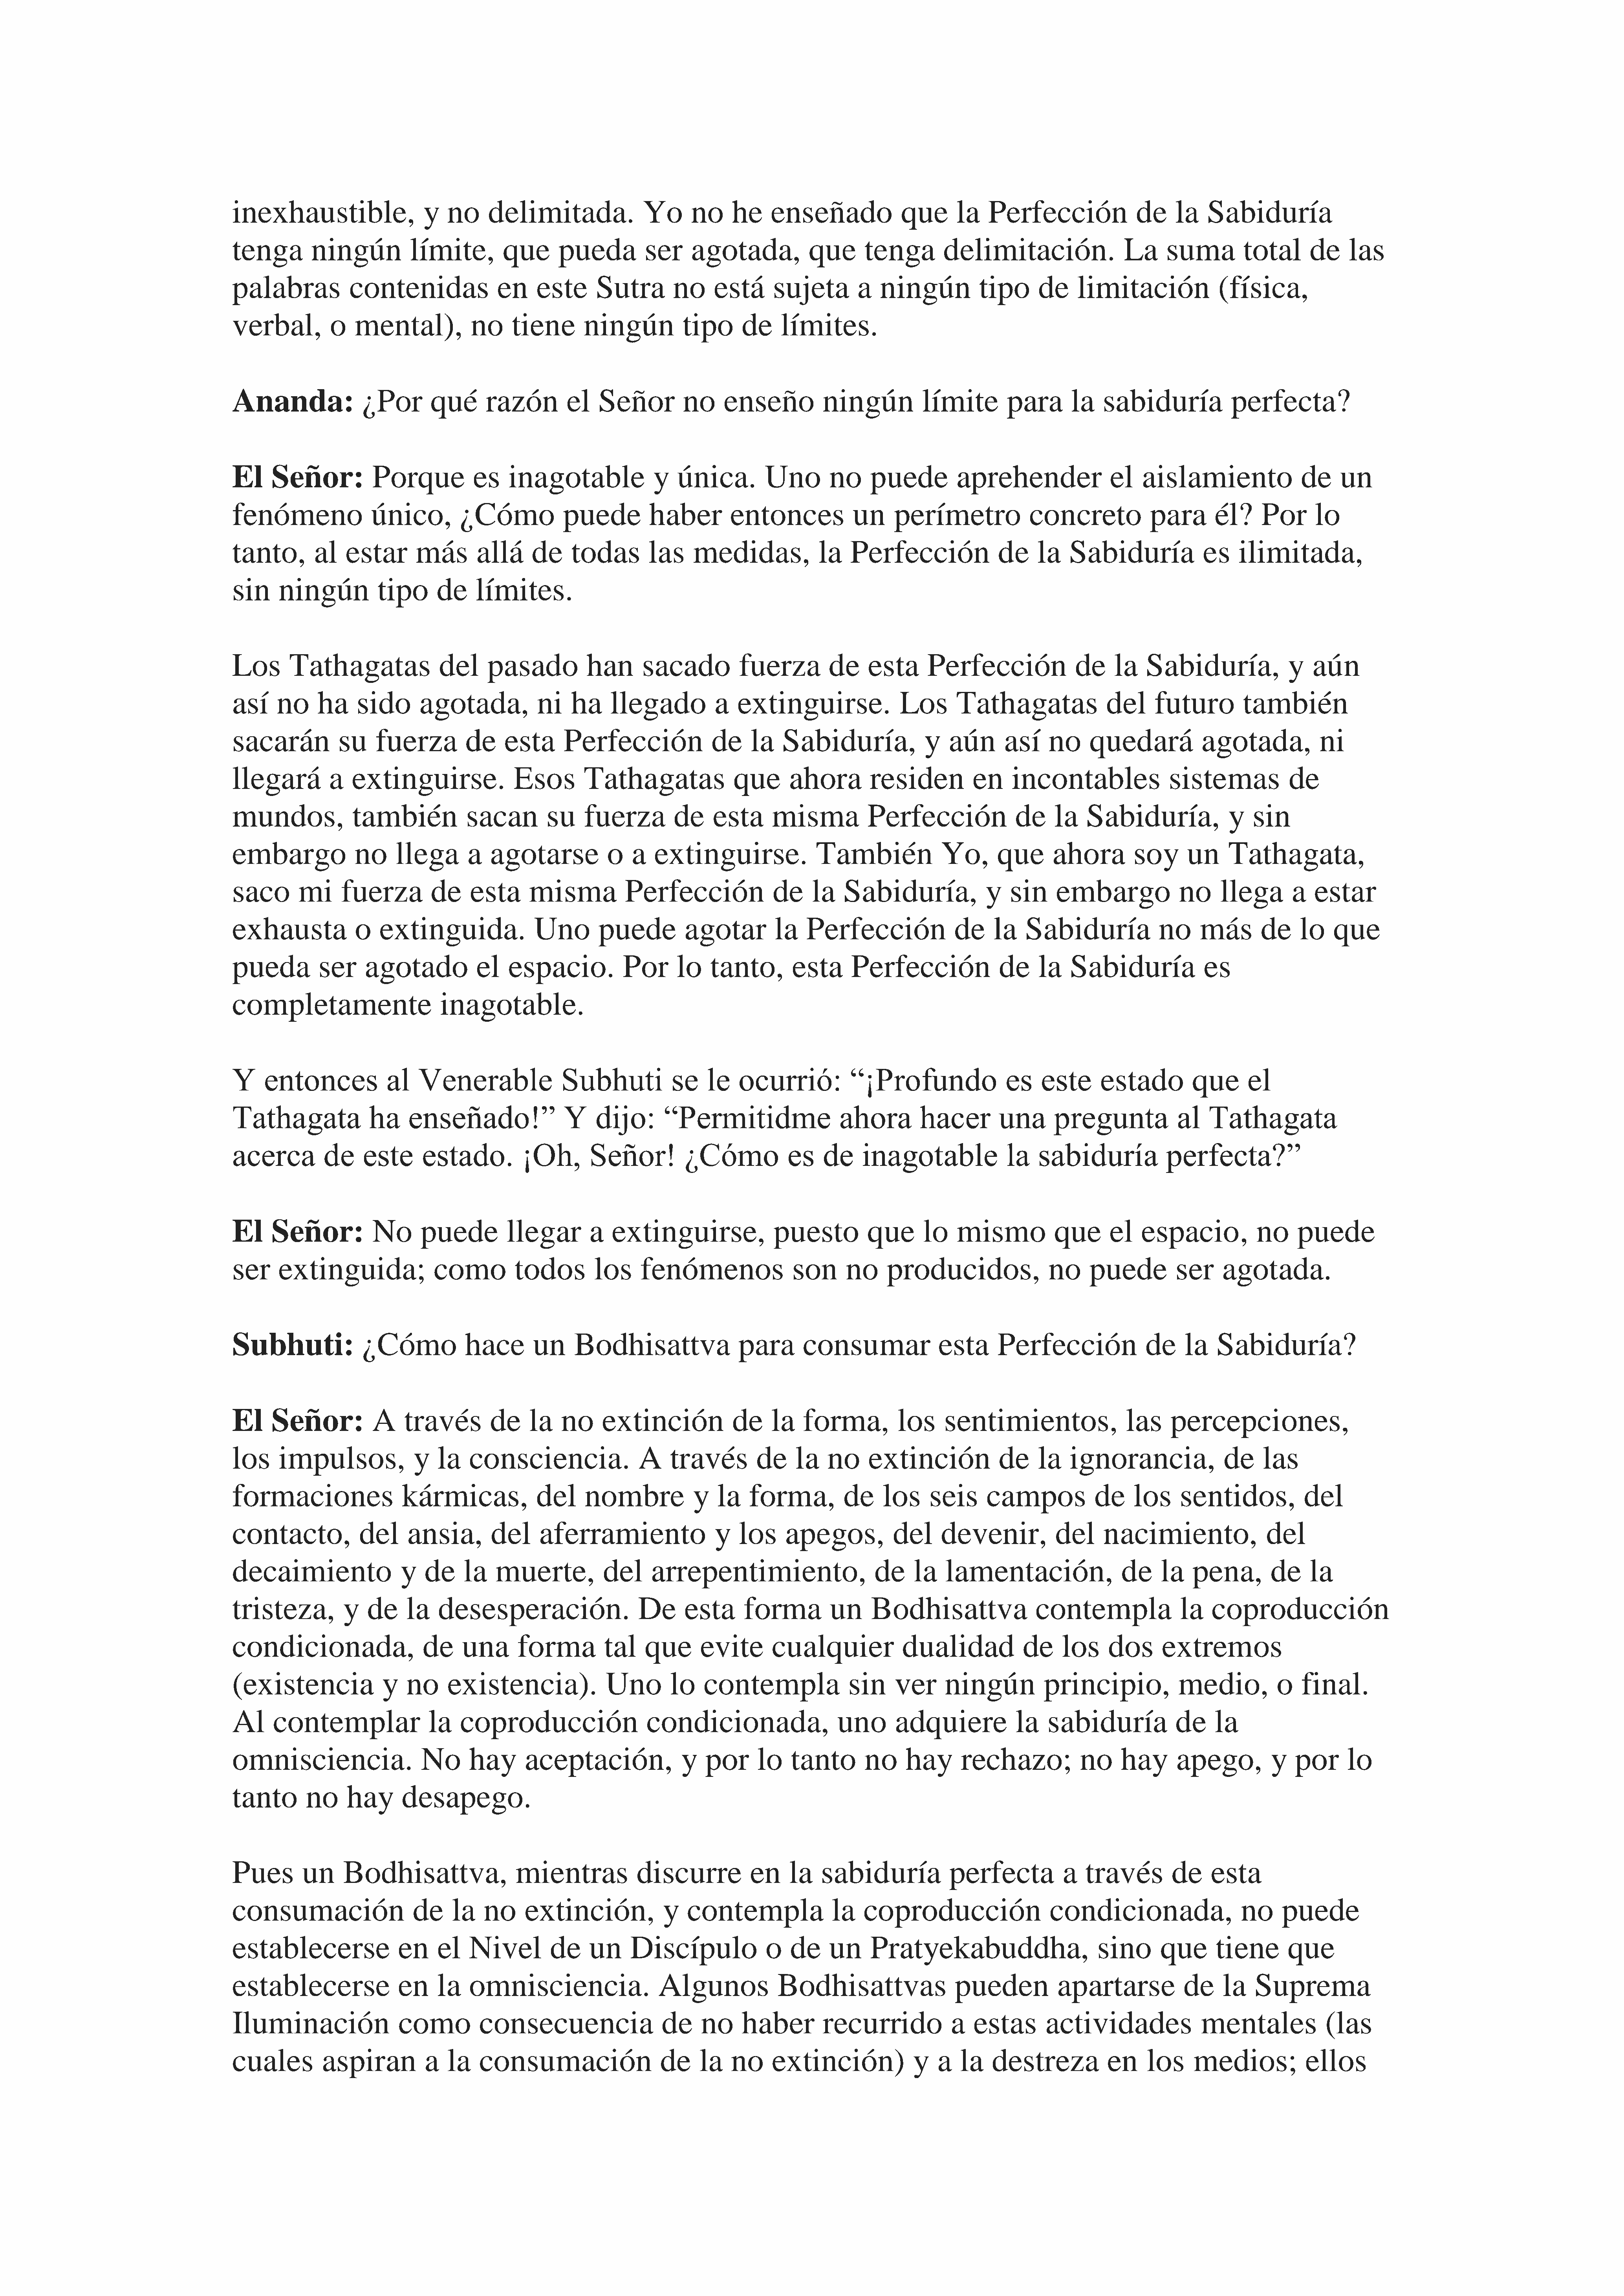 inexhaustible, y no delimitada. Yo no he enseñado que la Perfección de la Sabiduría
tenga ningún límite, que pueda ser agotada, que tenga delimitación. La suma total de las
palabras contenidas en este Sutra no está sujeta a ningún tipo de limitación (física,
verbal, o mental), no tiene ningún tipo de límites.
Ananda: ¿Por qué razón el Señor no enseño ningún límite para la sabiduría perfecta?
El Señor: Porque es inagotable y única. Uno no puede aprehender el aislamiento de un
fenómeno único, ¿Cómo puede haber entonces un perímetro concreto para él? Por lo
tanto, al estar más allá de todas las medidas, la Perfección de la Sabiduría es ilimitada,
sin ningún tipo de límites.
Los Tathagatas del pasado han sacado fuerza de esta Perfección de la Sabiduría, y aún
así no ha sido agotada, ni ha llegado a extinguirse. Los Tathagatas del futuro también
sacarán su fuerza de esta Perfección de la Sabiduría, y aún así no quedará agotada, ni
llegará a extinguirse. Esos Tathagatas que ahora residen en incontables sistemas de
mundos, también sacan su fuerza de esta misma Perfección de la Sabiduría, y sin
embargo no llega a agotarse o a extinguirse. También Yo, que ahora soy un Tathagata,
saco mi fuerza de esta misma Perfección de la Sabiduría, y sin embargo no llega a estar
exhausta o extinguida. Uno puede agotar la Perfección de la Sabiduría no más de lo que
pueda ser agotado el espacio. Por lo tanto, esta Perfección de la Sabiduría es
completamente inagotable.
Y entonces al Venerable Subhuti se le ocurrió: “¡Profundo es este estado que el
Tathagata ha enseñado!” Y dijo: “Permitidme ahora hacer una pregunta al Tathagata
acerca de este estado. ¡Oh, Señor! ¿Cómo es de inagotable la sabiduría perfecta?”
El Señor: No puede llegar a extinguirse, puesto que lo mismo que el espacio, no puede
ser extinguida; como todos los fenómenos son no producidos, no puede ser agotada.
Subhuti: ¿Cómo hace un Bodhisattva para consumar esta Perfección de la Sabiduría?
El Señor: A través de la no extinción de la forma, los sentimientos, las percepciones,
los impulsos, y la consciencia. A través de la no extinción de la ignorancia, de las
formaciones kármicas, del nombre y la forma, de los seis campos de los sentidos, del
contacto, del ansia, del aferramiento y los apegos, del devenir, del nacimiento, del
decaimiento y de la muerte, del arrepentimiento, de la lamentación, de la pena, de la
tristeza, y de la desesperación. De esta forma un Bodhisattva contempla la coproducción
condicionada, de una forma tal que evite cualquier dualidad de los dos extremos
(existencia y no existencia). Uno lo contempla sin ver ningún principio, medio, o final.
Al contemplar la coproducción condicionada, uno adquiere la sabiduría de la
omnisciencia. No hay aceptación, y por lo tanto no hay rechazo; no hay apego, y por lo
tanto no hay desapego.
Pues un Bodhisattva, mientras discurre en la sabiduría perfecta a través de esta
consumación de la no extinción, y contempla la coproducción condicionada, no puede
establecerse en el Nivel de un Discípulo o de un Pratyekabuddha, sino que tiene que
establecerse en la omnisciencia. Algunos Bodhisattvas pueden apartarse de la Suprema
Iluminación como consecuencia de no haber recurrido a estas actividades mentales (las
cuales aspiran a la consumación de la no extinción) y a la destreza en los medios; ellos